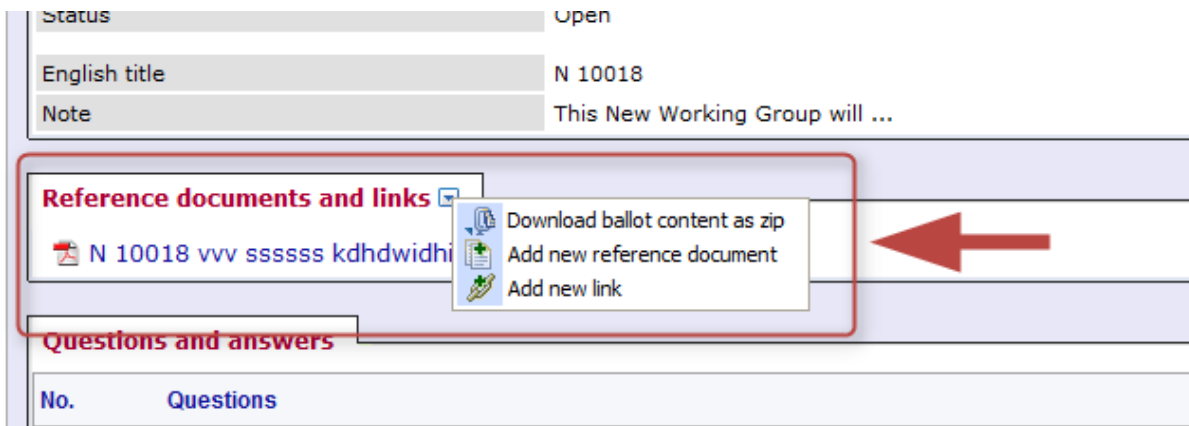 Status Open
English title N 10018
Note This New Working Group will ...
Reference documents and links
Download ballot content as zip
N 10018 vvv ssssss kdhdwidhi
Add new reference document
Add new link
Questions and answers
No. Questions